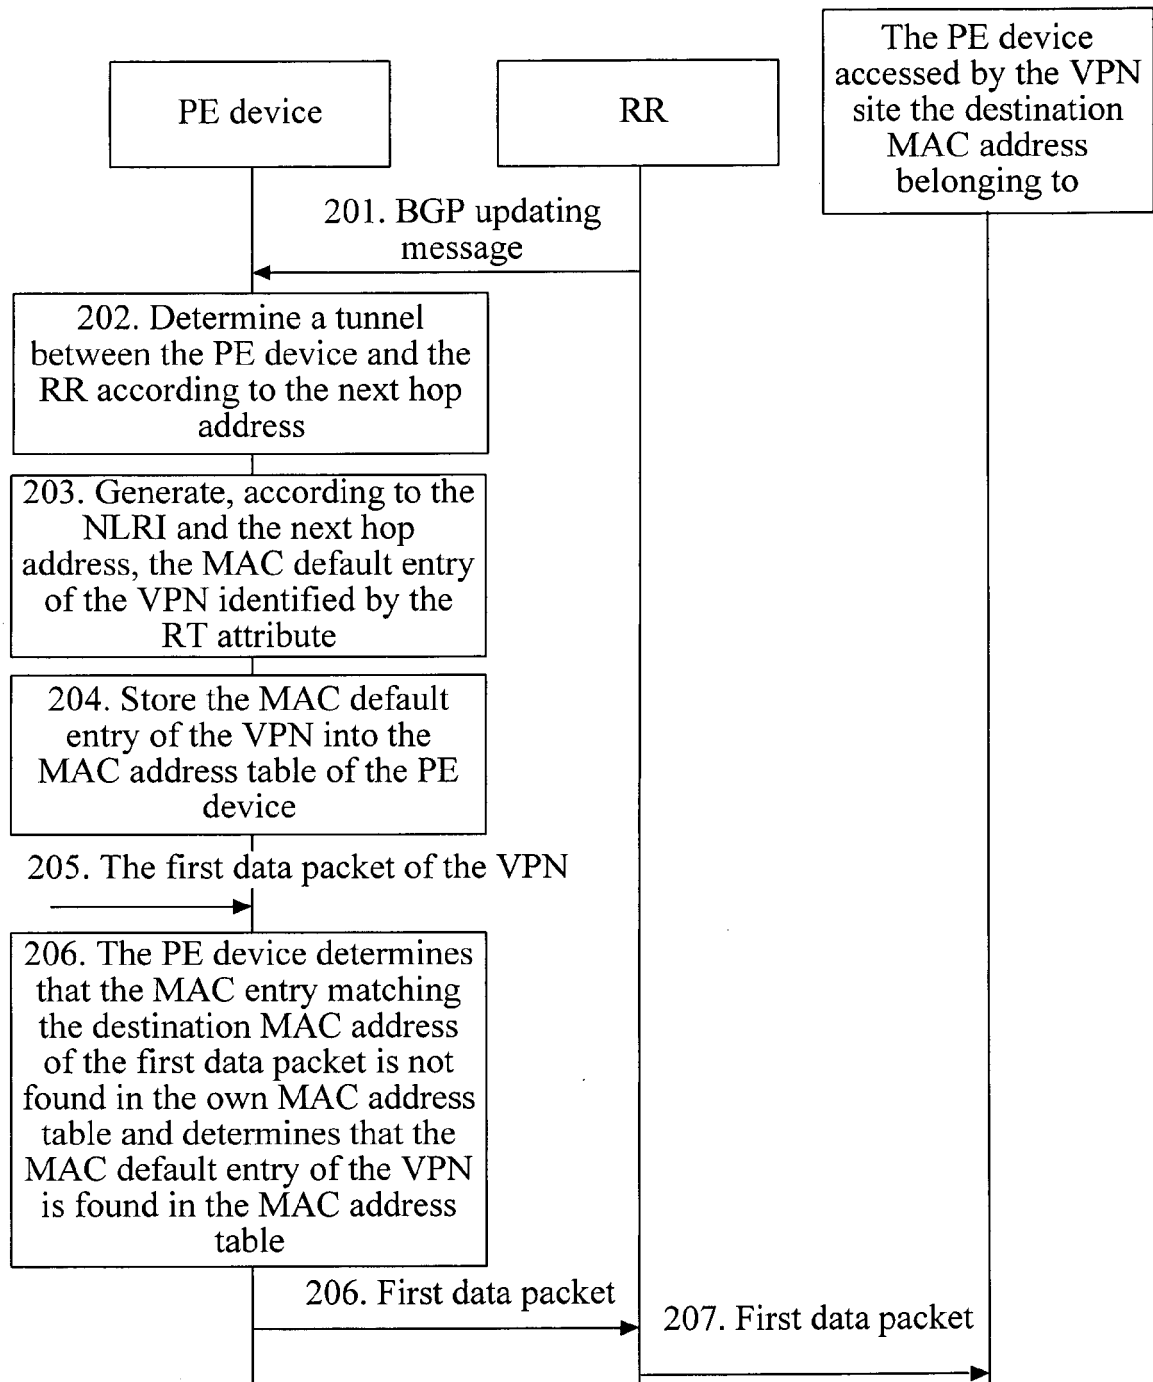 PE device
RR
The PE device
accessed by the VPN
site the destination
MAC address
belonging to
201. BGP updating
message
202. Determine a tunnel
between the PE device and the
RR according to the next hop
address
203. Generate, according to the
NLRI and the next hop
address, the MAC default entry
of the VPN identified by the
RT attribute
204. Store the MAC default
entry of the VPN into the
MAC address table of the PE
device
205. The first data packet of the VPN
206. The PE device determines
that the MAC entry matching
the destination MAC address
of the first data packet is not
found in the own MAC address
table and determines that the
MAC default entry of the VPN
is found in the MAC address
table
206. First data packet
207. First data packet